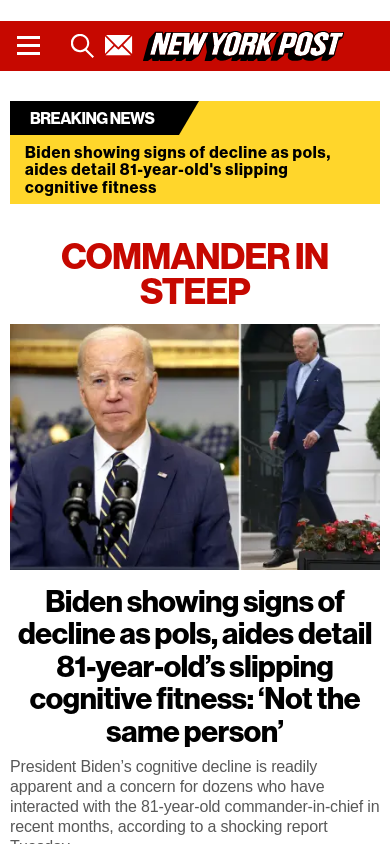 NEW YORK POST
BREAKING NEWS
Biden showing signs of decline as pols,
aides detail 81-year-old's slipping
cognitive fitness
COMMANDER IN
STEEP
Biden showing signs of
decline as pols, aides detail
81-year-old’s slipping
cognitive fitness: ‘Not the
same person’
President Biden’s cognitive decline is readily
apparent and a concern for dozens who have
interacted with the 81-year-old commander-in-chief in
recent months, according to a shocking report
Tuesday